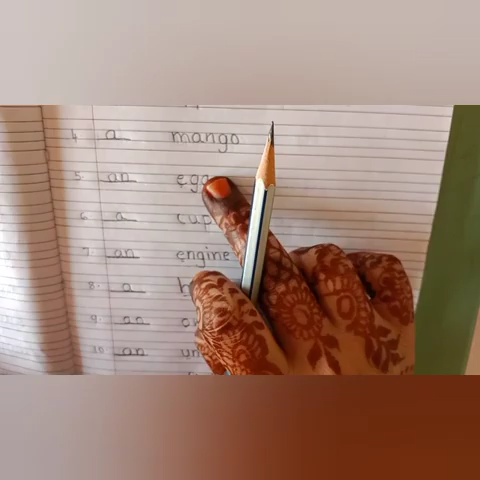 4. a mango
5. an egg
6. a cup
7. an engine
8. a
9. an
10. an